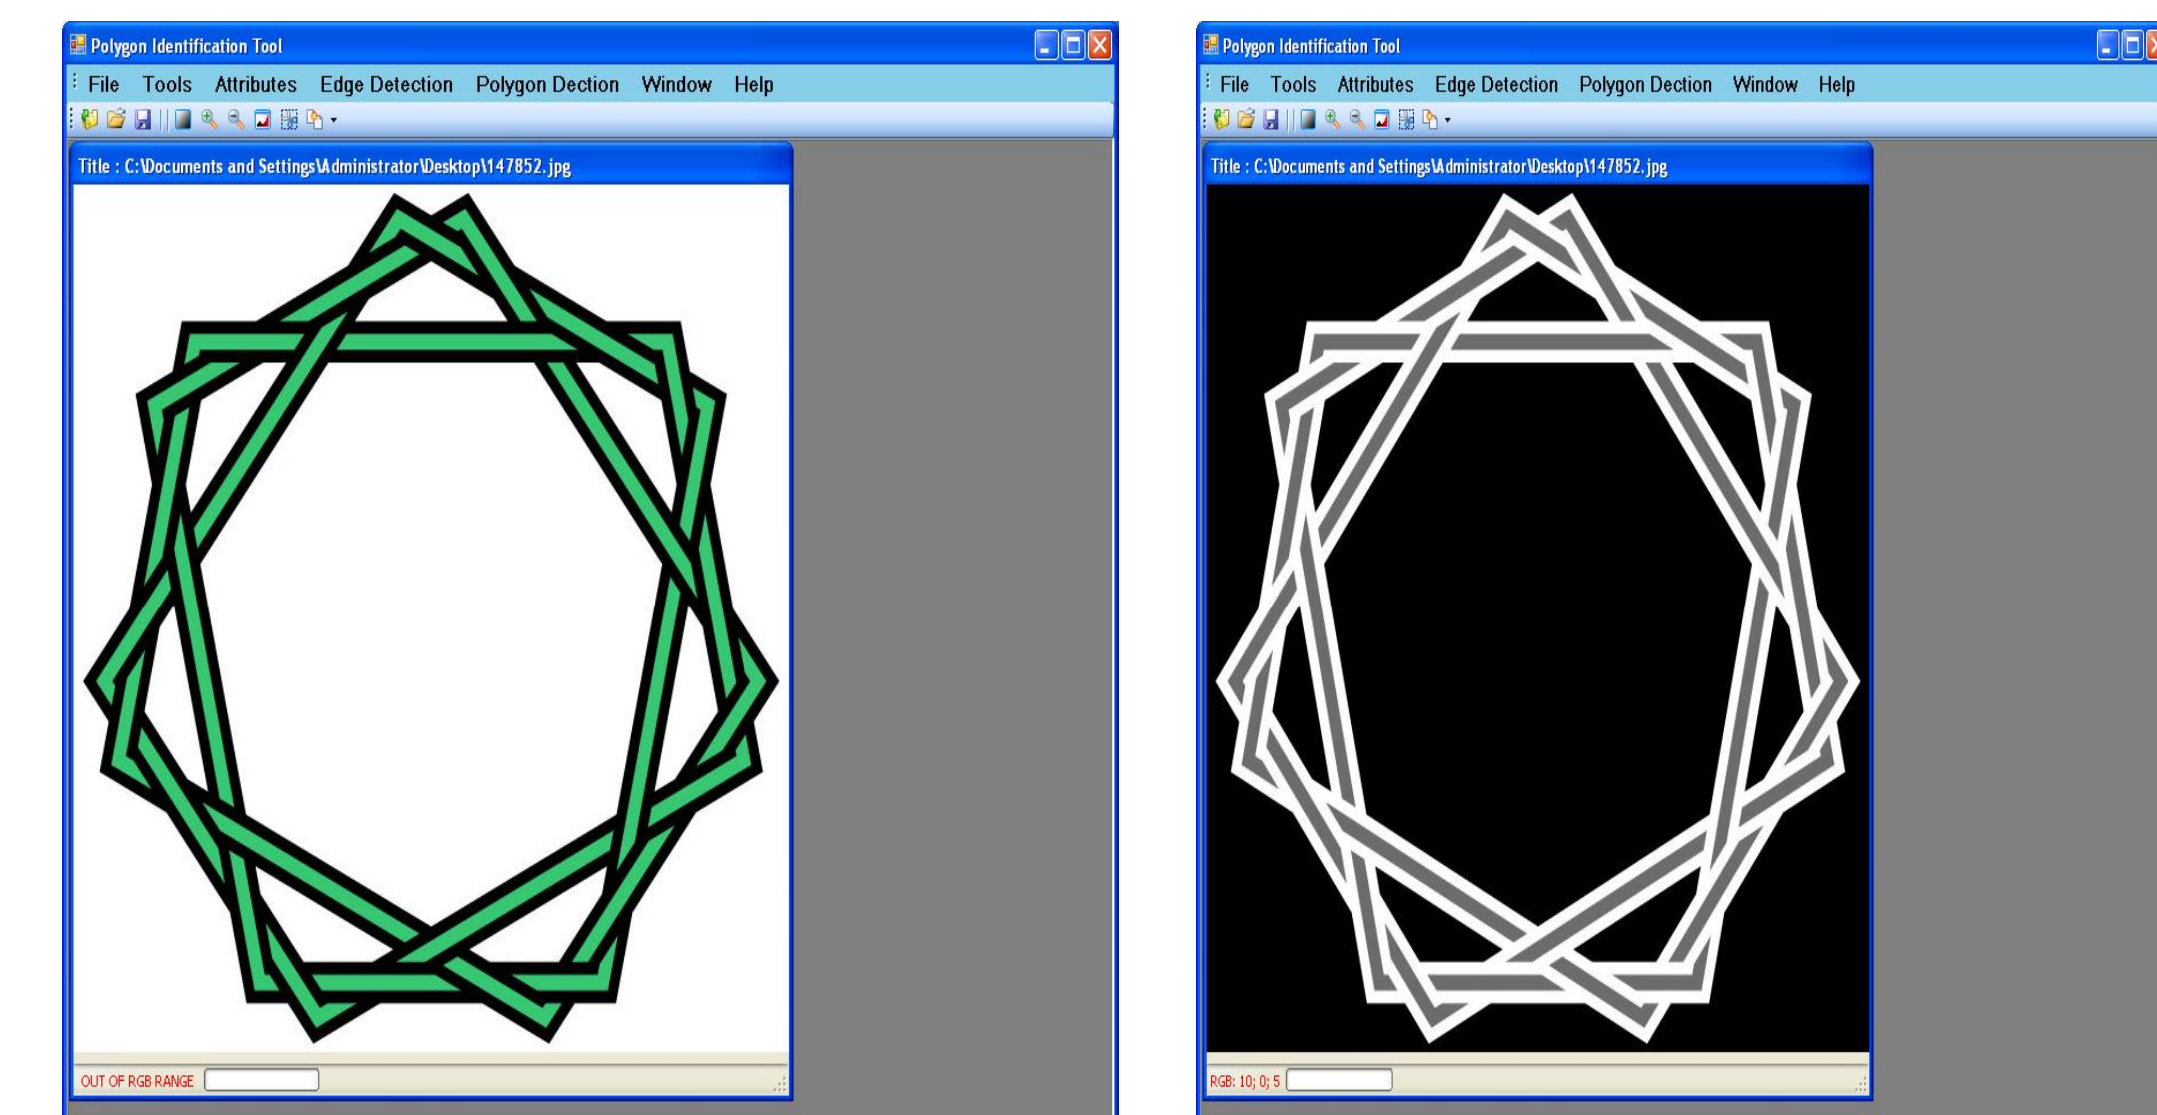 Polygon Identification Tool
File Tools Attributes Edge Detection Polygon Dection Window Help
Title : C:\Documents and Settings\Administrator\Desktop\147852.jpg
OUT OF RGB RANGE
Polygon Identification Tool
File Tools Attributes Edge Detection Polygon Dection Window Help
Title : C:\Documents and Settings\Administrator\Desktop\147852.jpg
RGB: 10; 0; 5